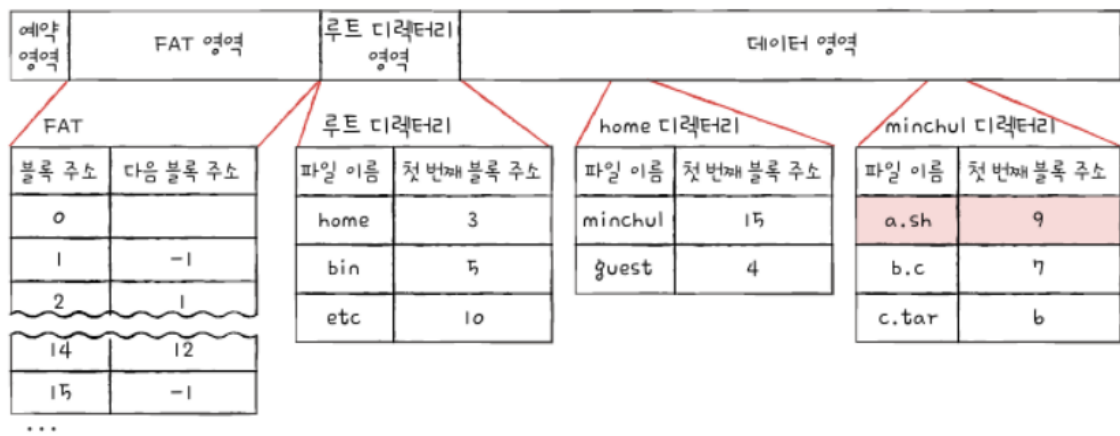 예약 영역
FAT 영역
루트 디렉터리 영역
데이터 영역
FAT
블록 주소 다음 블록 주소
0
1 -1
2 1
14 12
15 -1
...
루트 디렉터리
파일 이름 첫 번째 블록 주소
home 3
bin 5
etc 10
home 디렉터리
파일 이름 첫 번째 블록 주소
minchul 15
guest 4
minchul 디렉터리
파일 이름 첫 번째 블록 주소
a.sh 9
b.c 7
c.tar 6